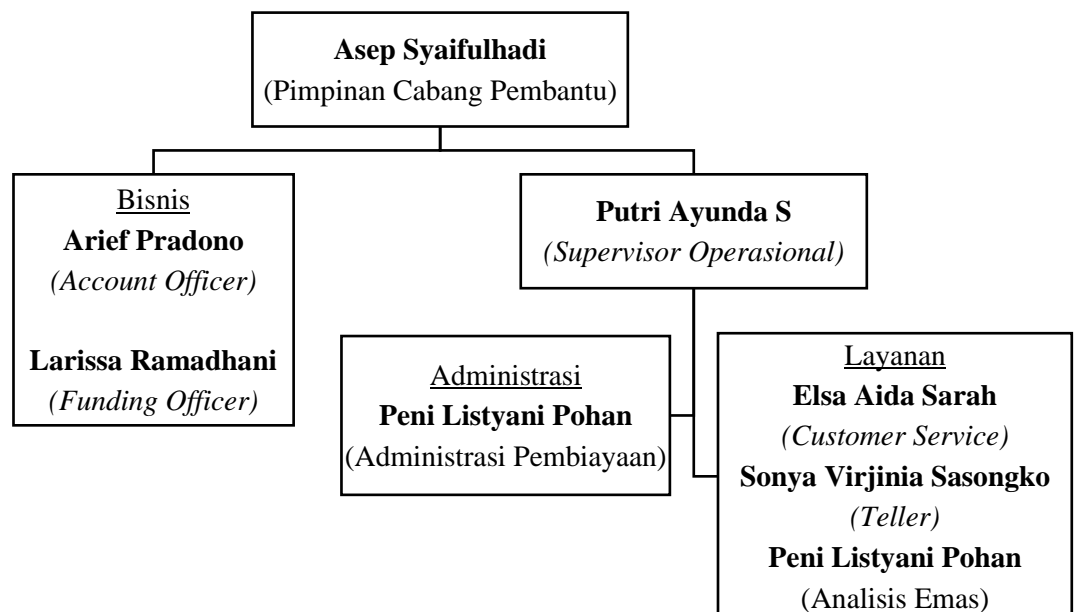 Asep Syaifulhadi
(Pimpinan Cabang Pembantu)
Bisnis
Arief Pradono
(Account Officer)
Larissa Ramadhani
(Funding Officer)
Putri Ayunda S
(Supervisor Operasional)
Administrasi
Peni Listyani Pohan
(Administrasi Pembiayaan)
Layanan
Elsa Aida Sarah
(Customer Service)
Sonya Virjinia Sasongko
(Teller)
Peni Listyani Pohan
(Analisis Emas)